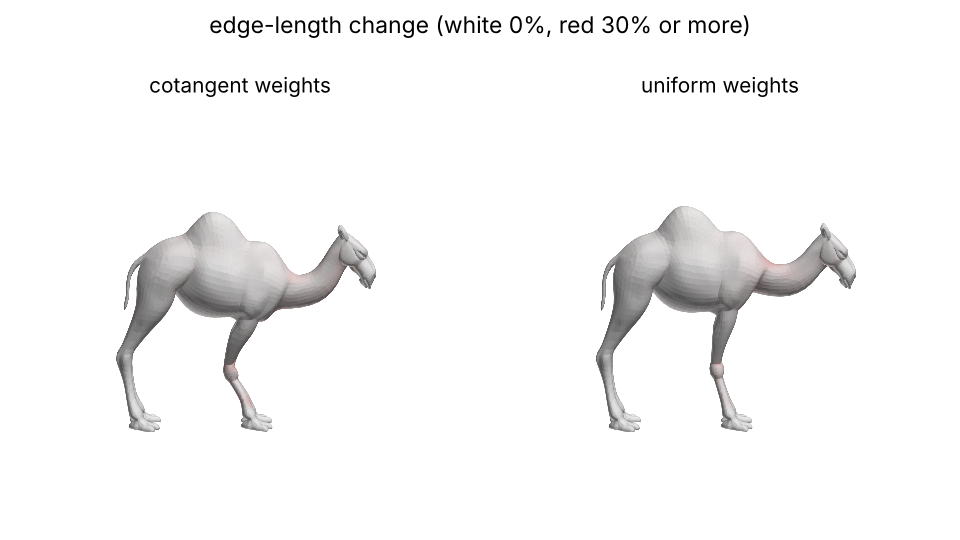 edge-length change (white 0%, red 30% or more)
cotangent weights
uniform weights